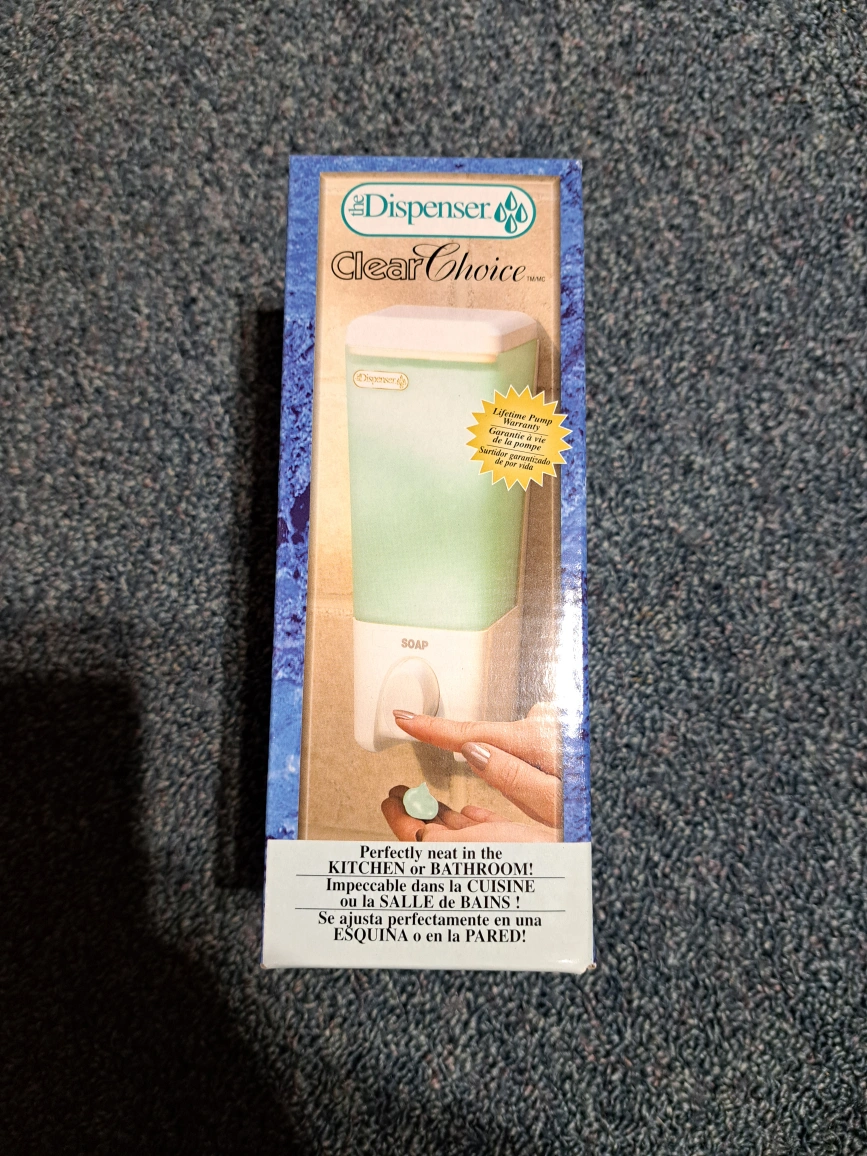 the Dispenser™
Clear Choice TM/MC
the Dispenser
Lifetime Pump
Warranty
Garantie à vie
de la pompe
Surtidor garantizado
de por vida
SOAP
Perfectly neat in the
KITCHEN or BATHROOM!
Impeccable dans la CUISINE
ou la SALLE de BAINS !
Se ajusta perfectamente en una
ESQUINA o en la PARED!